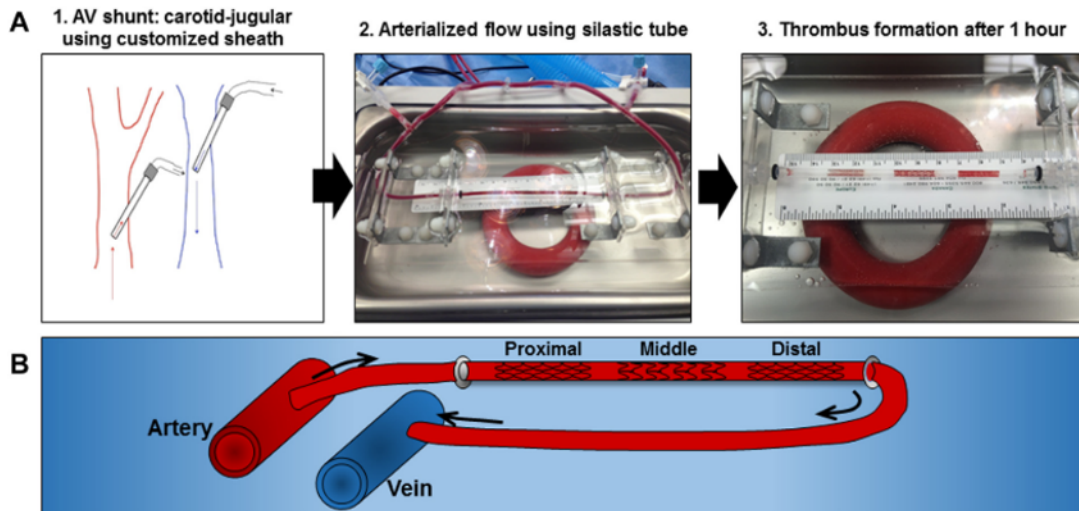 A
1. AV shunt: carotid-jugular
using customized sheath
2. Arterialized flow using silastic tube
3. Thrombus formation after 1 hour
B
Proximal
Middle
Distal
Artery
Vein